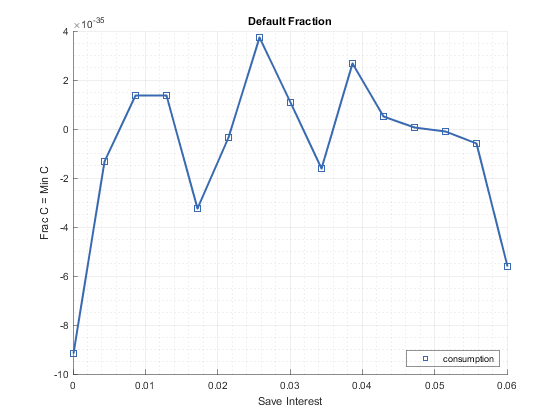 Default Fraction
×10^-35
4
2
0
-2
-4
-6
-8
-10
Frac C = Min C
0 0.01 0.02 0.03 0.04 0.05 0.06
Save Interest
consumption